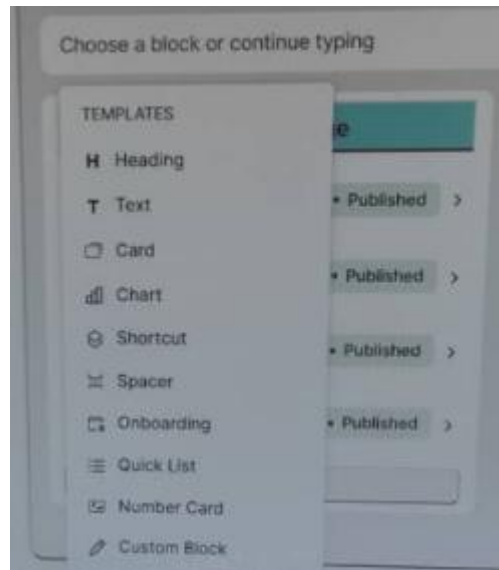 Choose a block or continue typing
TEMPLATES
H Heading
T Text
Card
Chart
Shortcut
Spacer
Onboarding
Quick List
Number Card
Custom Block
• Published
• Published
• Published
• Published